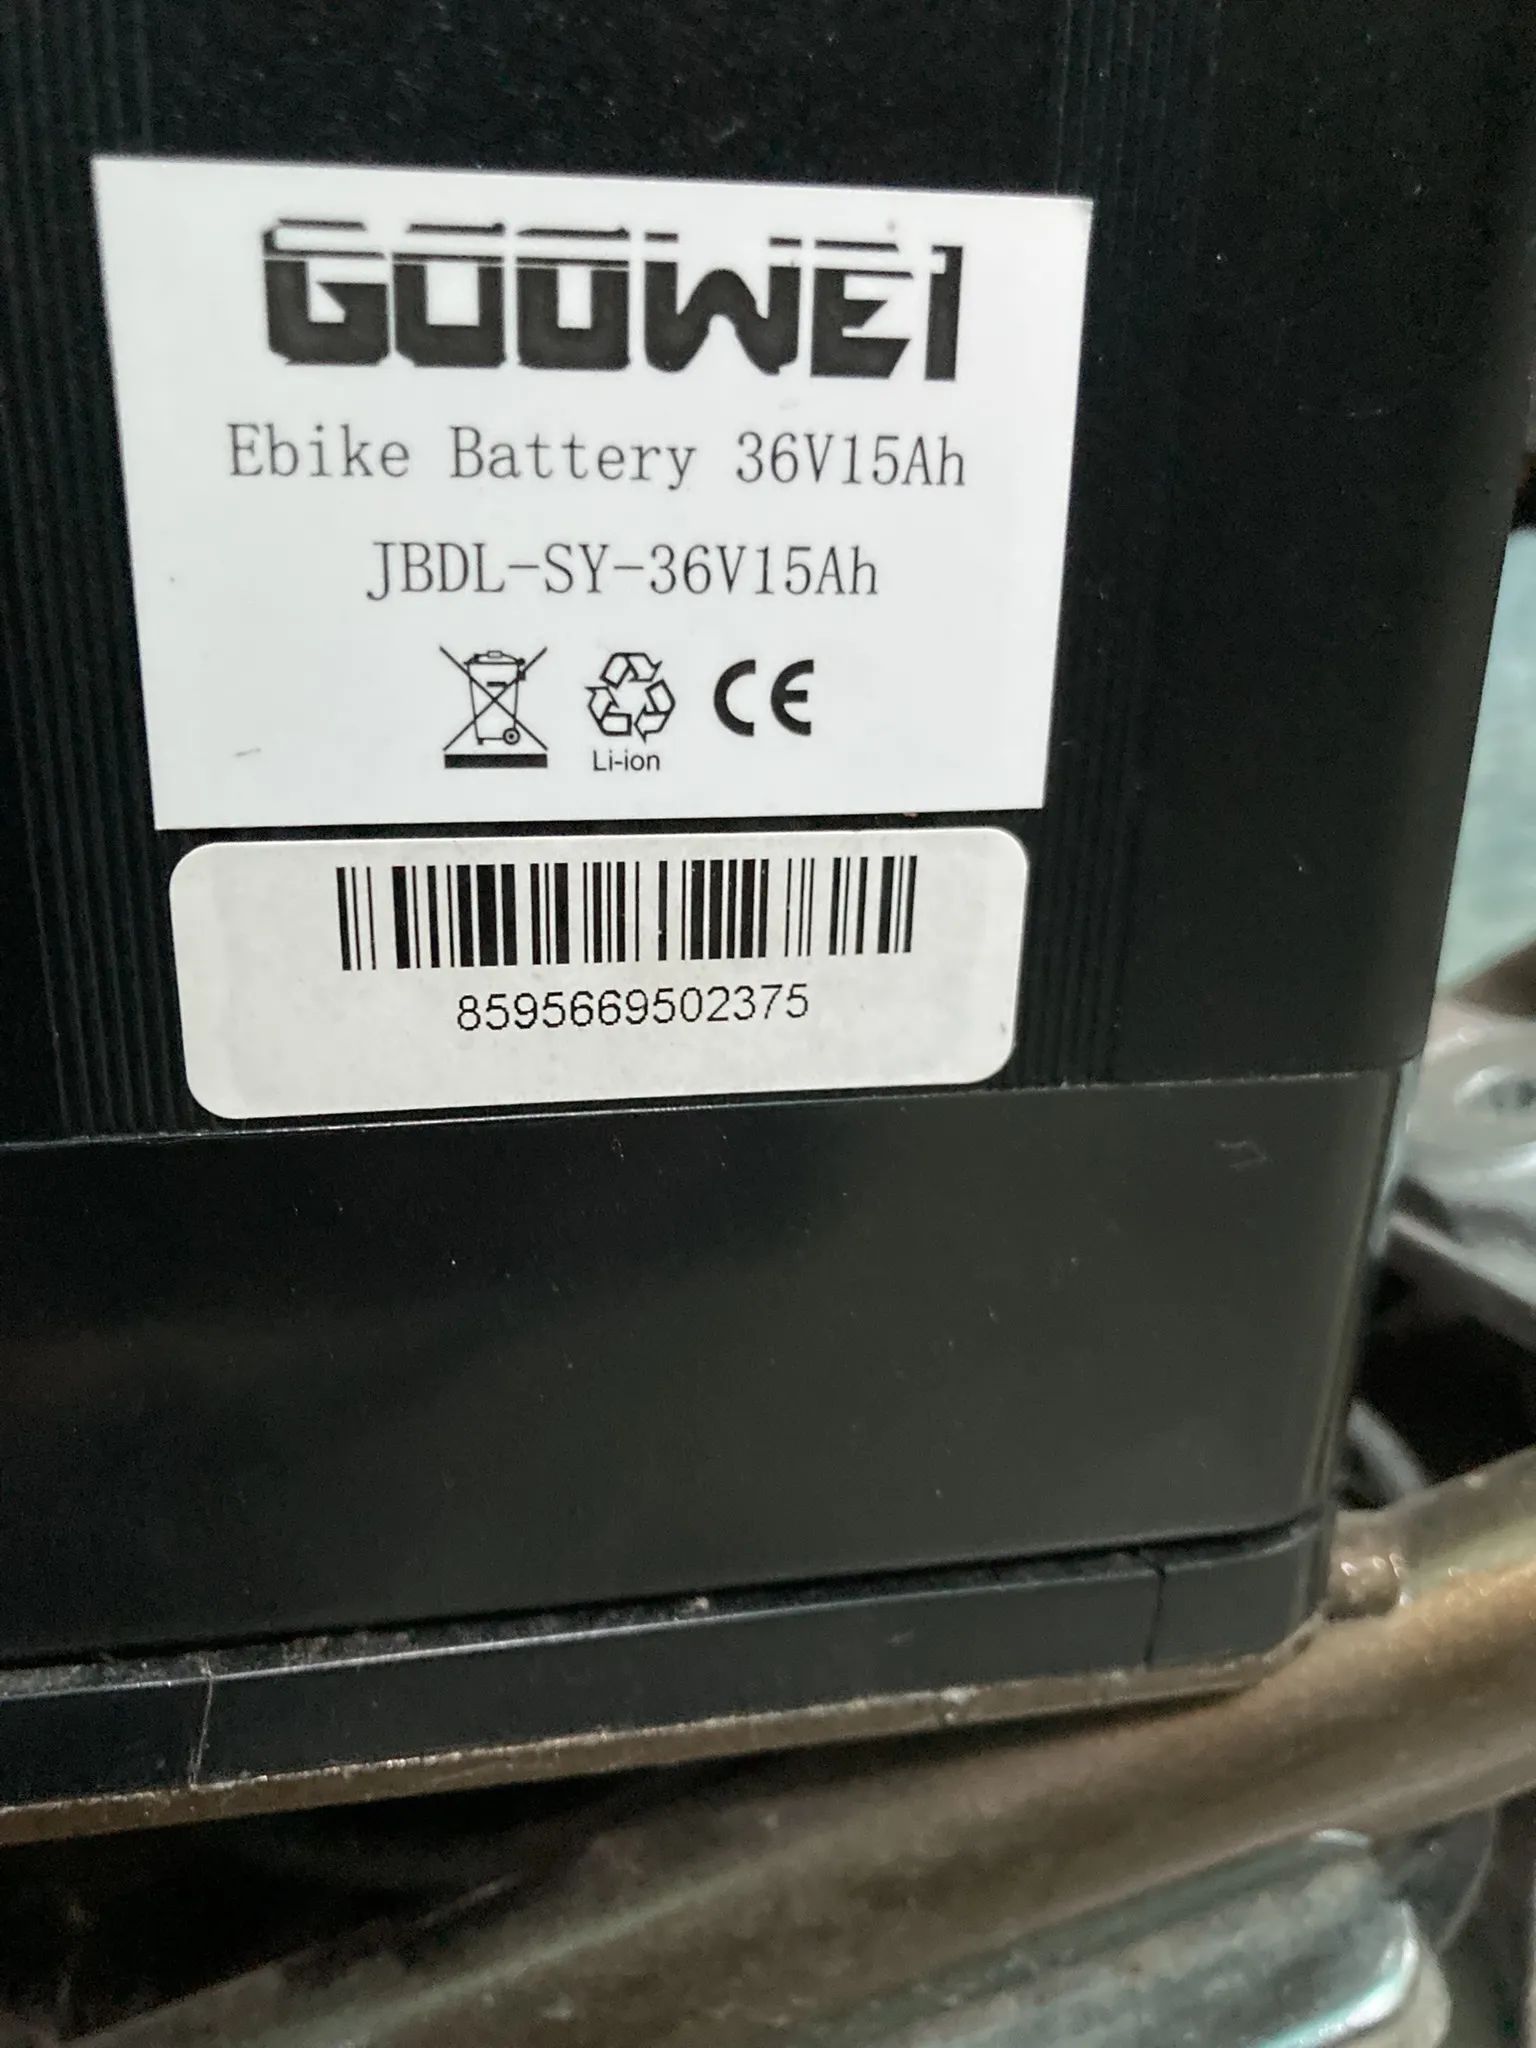 GOOWEI
Ebike Battery 36V15Ah
JBDL-SY-36V15Ah
Li-ion
CE
8595669502375